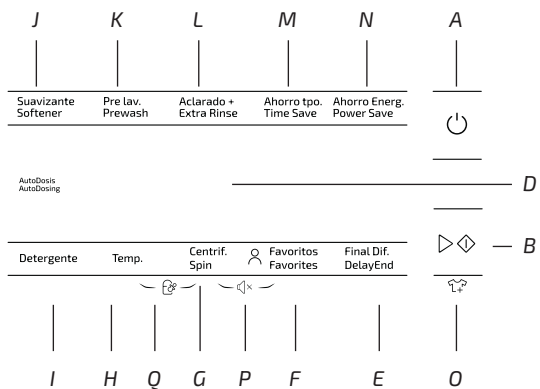 J K L M N A
Suavizante Pre lav. Aclarado + Ahorro tpo. Ahorro Energ.
Softener Prewash Extra Rinse Time Save Power Save
D
AutoDosis
AutoDosing
B
Centrif. Favoritos Final Dif.
Detergente Temp. Spin Favorites DelayEnd
L+
I H Q G P F E O